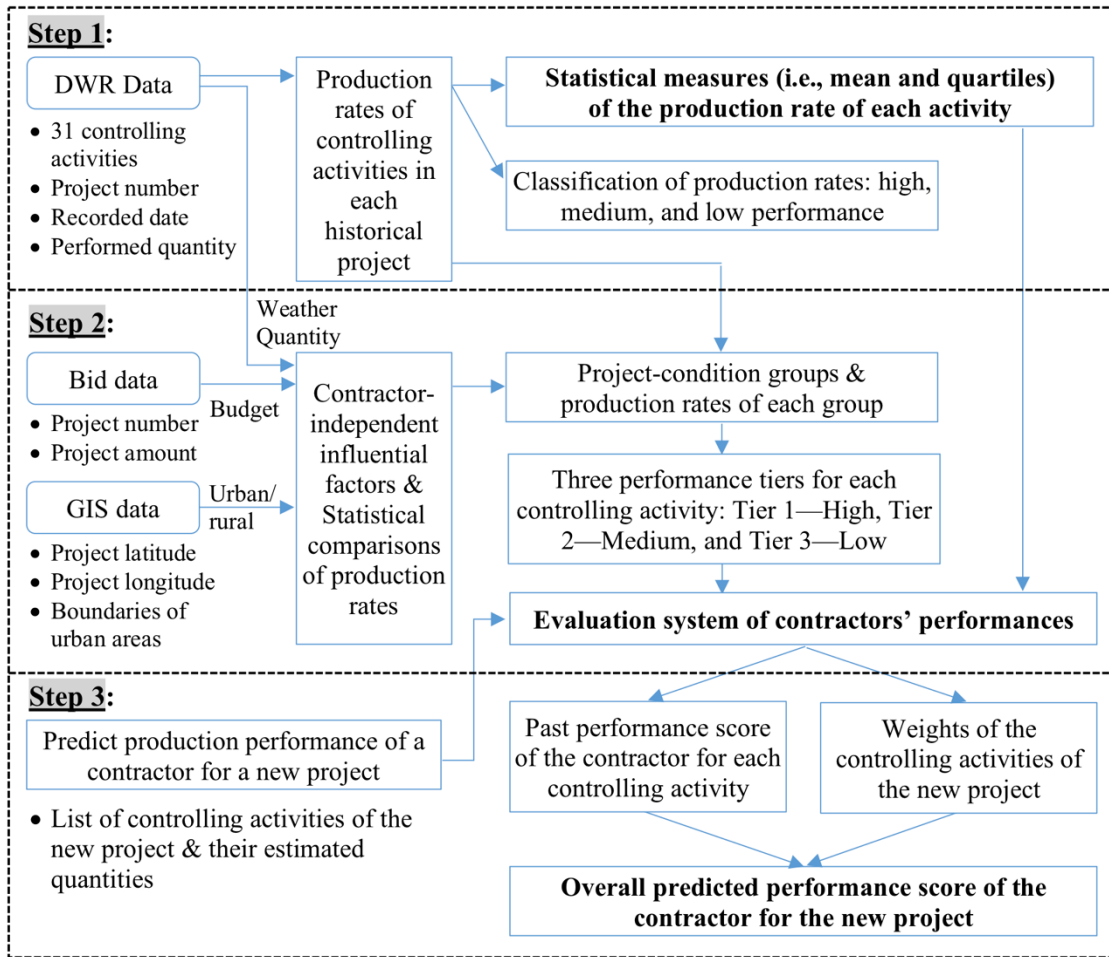 Step 1:
DWR Data
• 31 controlling
activities
• Project number
• Recorded date
• Performed quantity
Production
rates of
controlling
activities in
each
historical
project
Statistical measures (i.e., mean and quartiles)
of the production rate of each activity
Classification of production rates: high,
medium, and low performance
Step 2:
Weather
Quantity
Bid data
Budget
• Project number
• Project amount
GIS data
Urban/
rural
• Project latitude
• Project longitude
• Boundaries of
urban areas
Contractor-
independent
influential
factors &
Statistical
comparisons
of production
rates
Project-condition groups &
production rates of each group
Three performance tiers for each
controlling activity: Tier 1—High, Tier
2—Medium, and Tier 3—Low
Evaluation system of contractors’ performances
Step 3:
Predict production performance of a
contractor for a new project
• List of controlling activities of the
new project & their estimated
quantities
Past performance score
of the contractor for each
controlling activity
Weights of the
controlling activities of
the new project
Overall predicted performance score of the
contractor for the new project